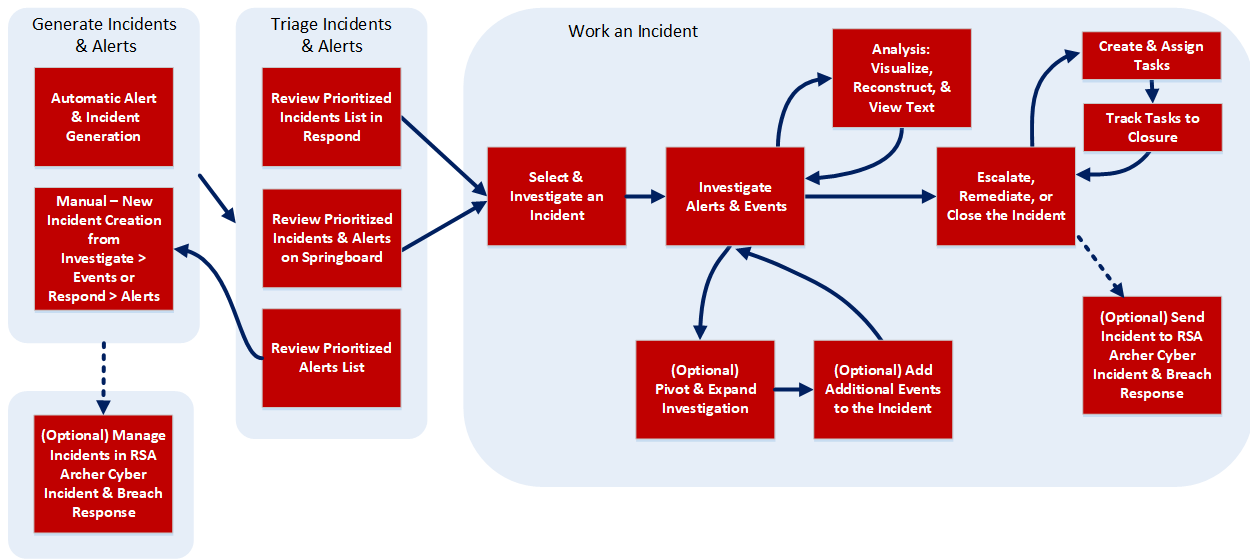 Generate Incidents
& Alerts
Automatic Alert
& Incident
Generation
Manual – New
Incident Creation
from
Investigate >
Events or
Respond > Alerts
(Optional) Manage
Incidents in RSA
Archer Cyber
Incident & Breach
Response
Triage Incidents
& Alerts
Review Prioritized
Incidents List in
Respond
Review Prioritized
Incidents & Alerts
on Springboard
Review Prioritized
Alerts List
Work an Incident
Select &
Investigate an
Incident
Investigate
Alerts & Events
Analysis:
Visualize,
Reconstruct, &
View Text
(Optional)
Pivot & Expand
Investigation
(Optional) Add
Additional Events
to the Incident
Escalate,
Remediate, or
Close the Incident
Create & Assign
Tasks
Track Tasks to
Closure
(Optional) Send
Incident to RSA
Archer Cyber
Incident & Breach
Response